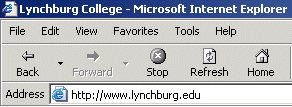 Lynchburg College - Microsoft Internet Explorer
File Edit View Favorites Tools Help
Back Forward Stop Refresh Home
Address http://www.lynchburg.edu